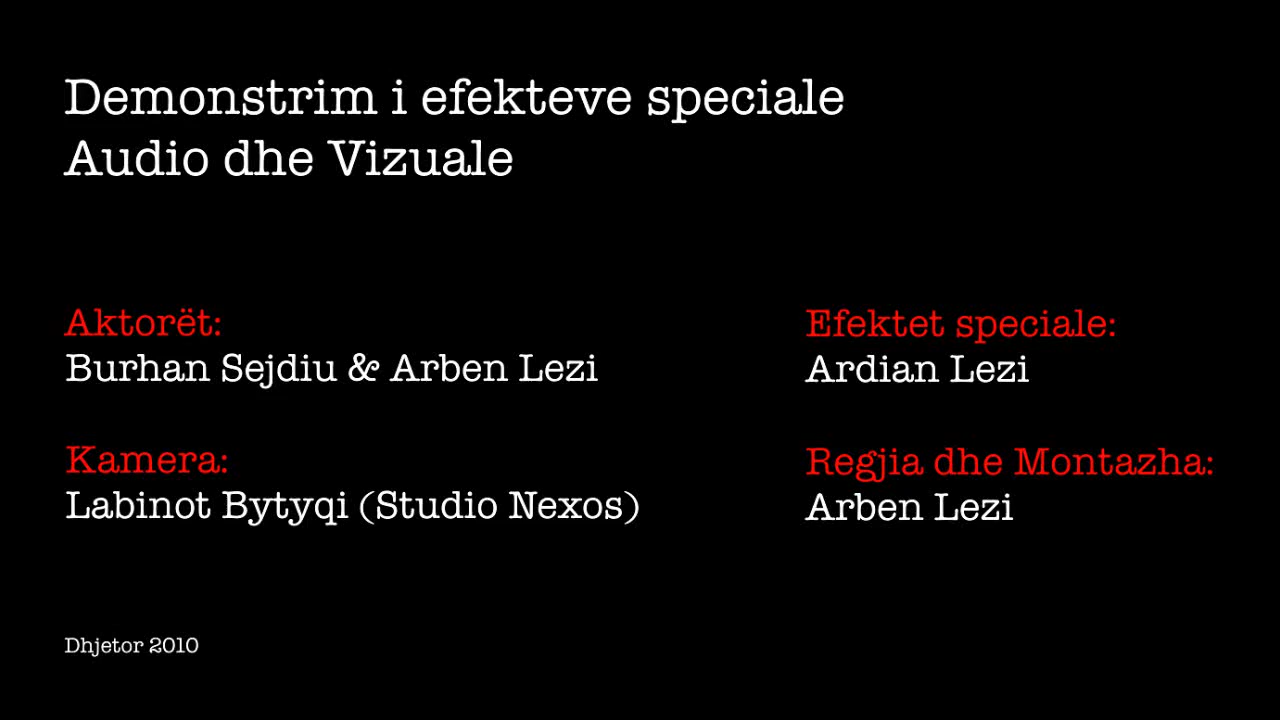 Demonstrim i efekteve speciale
Audio dhe Vizuale
Aktorët:
Burhan Sejdiu & Arben Lezi
Kamera:
Labinot Bytyqi (Studio Nexos)
Efektet speciale:
Ardian Lezi
Regjia dhe Montazha:
Arben Lezi
Dhjetor 2010